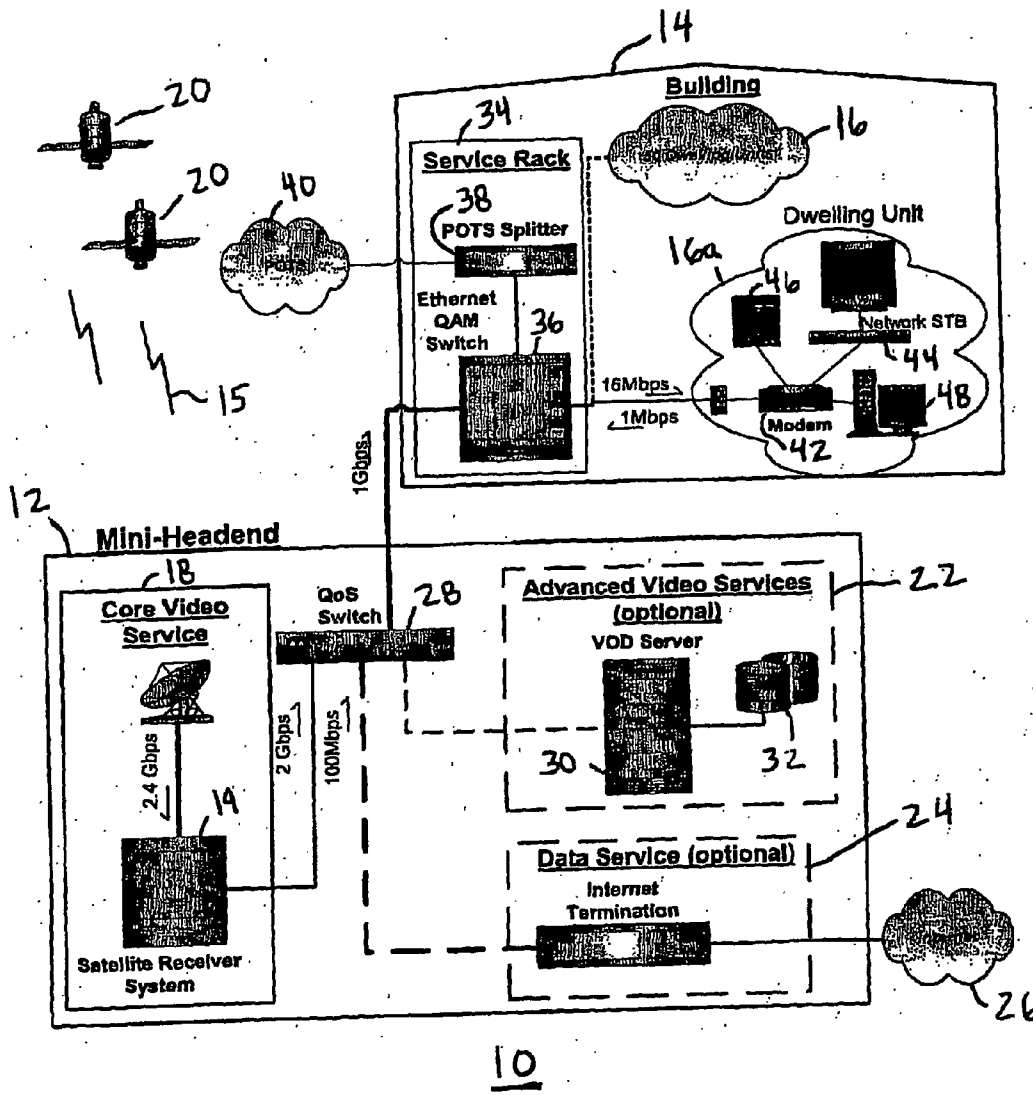 14
Building
20
34
16
Service Rack
20
40
38
POTS Splitter
Dwelling Unit
POTS
16a
46
Ethernet
QAM
Switch
36
Network STB
44
15
16Mbps
1Mbps
48
Modem
42
1Gbps
12
Mini-Headend
18
Core Video
Service
QoS
Switch
28
Advanced Video Services
(optional)
22
VOD Server
2.4 Gbps
2 Gbps
100Mbps
30
32
19
24
Data Service (optional)
Internet
Termination
Satellite Receiver
System
26
10